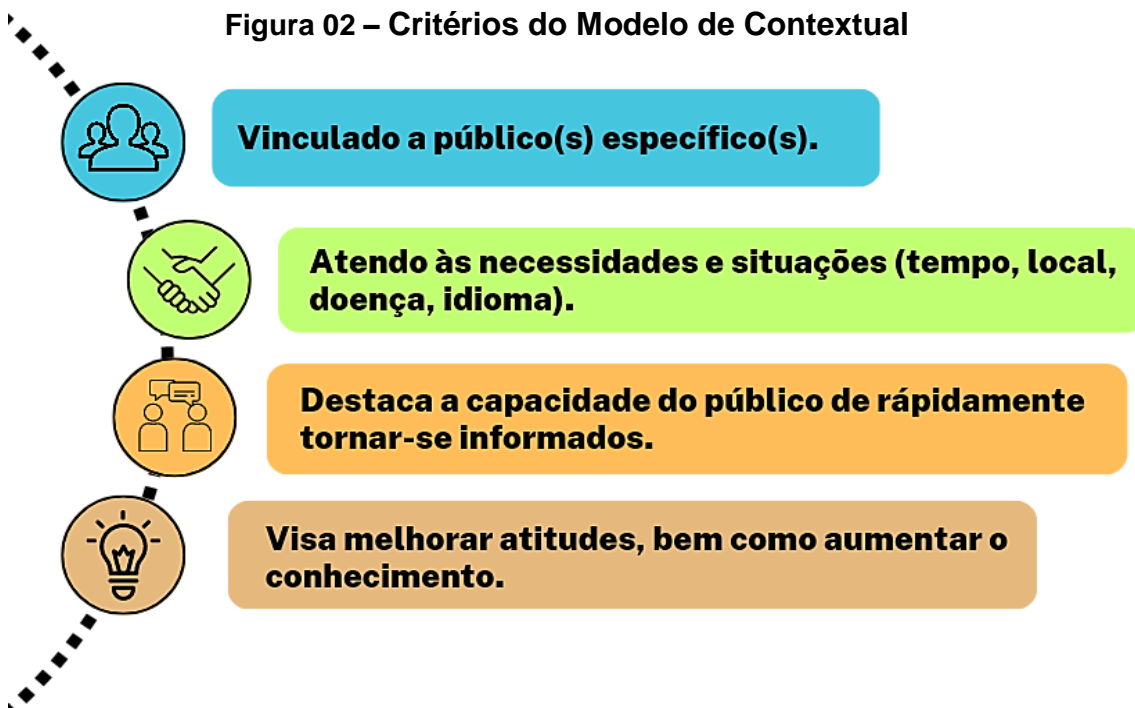 Figura 02 – Critérios do Modelo de Contextual
Vinculado a público(s) específico(s).
Atendo às necessidades e situações (tempo, local,
doença, idioma).
Destaca a capacidade do público de rápidamente
tornar-se informados.
Visa melhorar atitudes, bem como aumentar o
conhecimento.